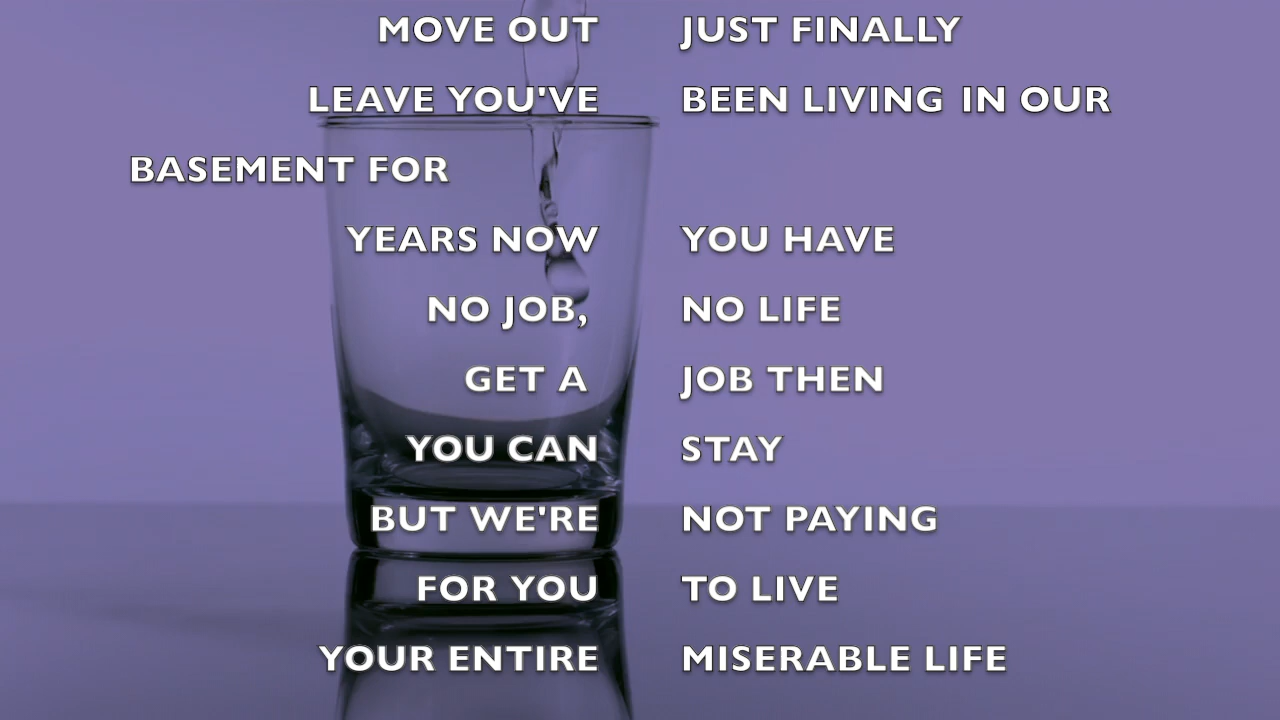 MOVE OUT JUST FINALLY
LEAVE YOU'VE BEEN LIVING IN OUR
BASEMENT FOR
YEARS NOW YOU HAVE
NO JOB, NO LIFE
GET A JOB THEN
YOU CAN STAY
BUT WE'RE NOT PAYING
FOR YOU TO LIVE
YOUR ENTIRE MISERABLE LIFE